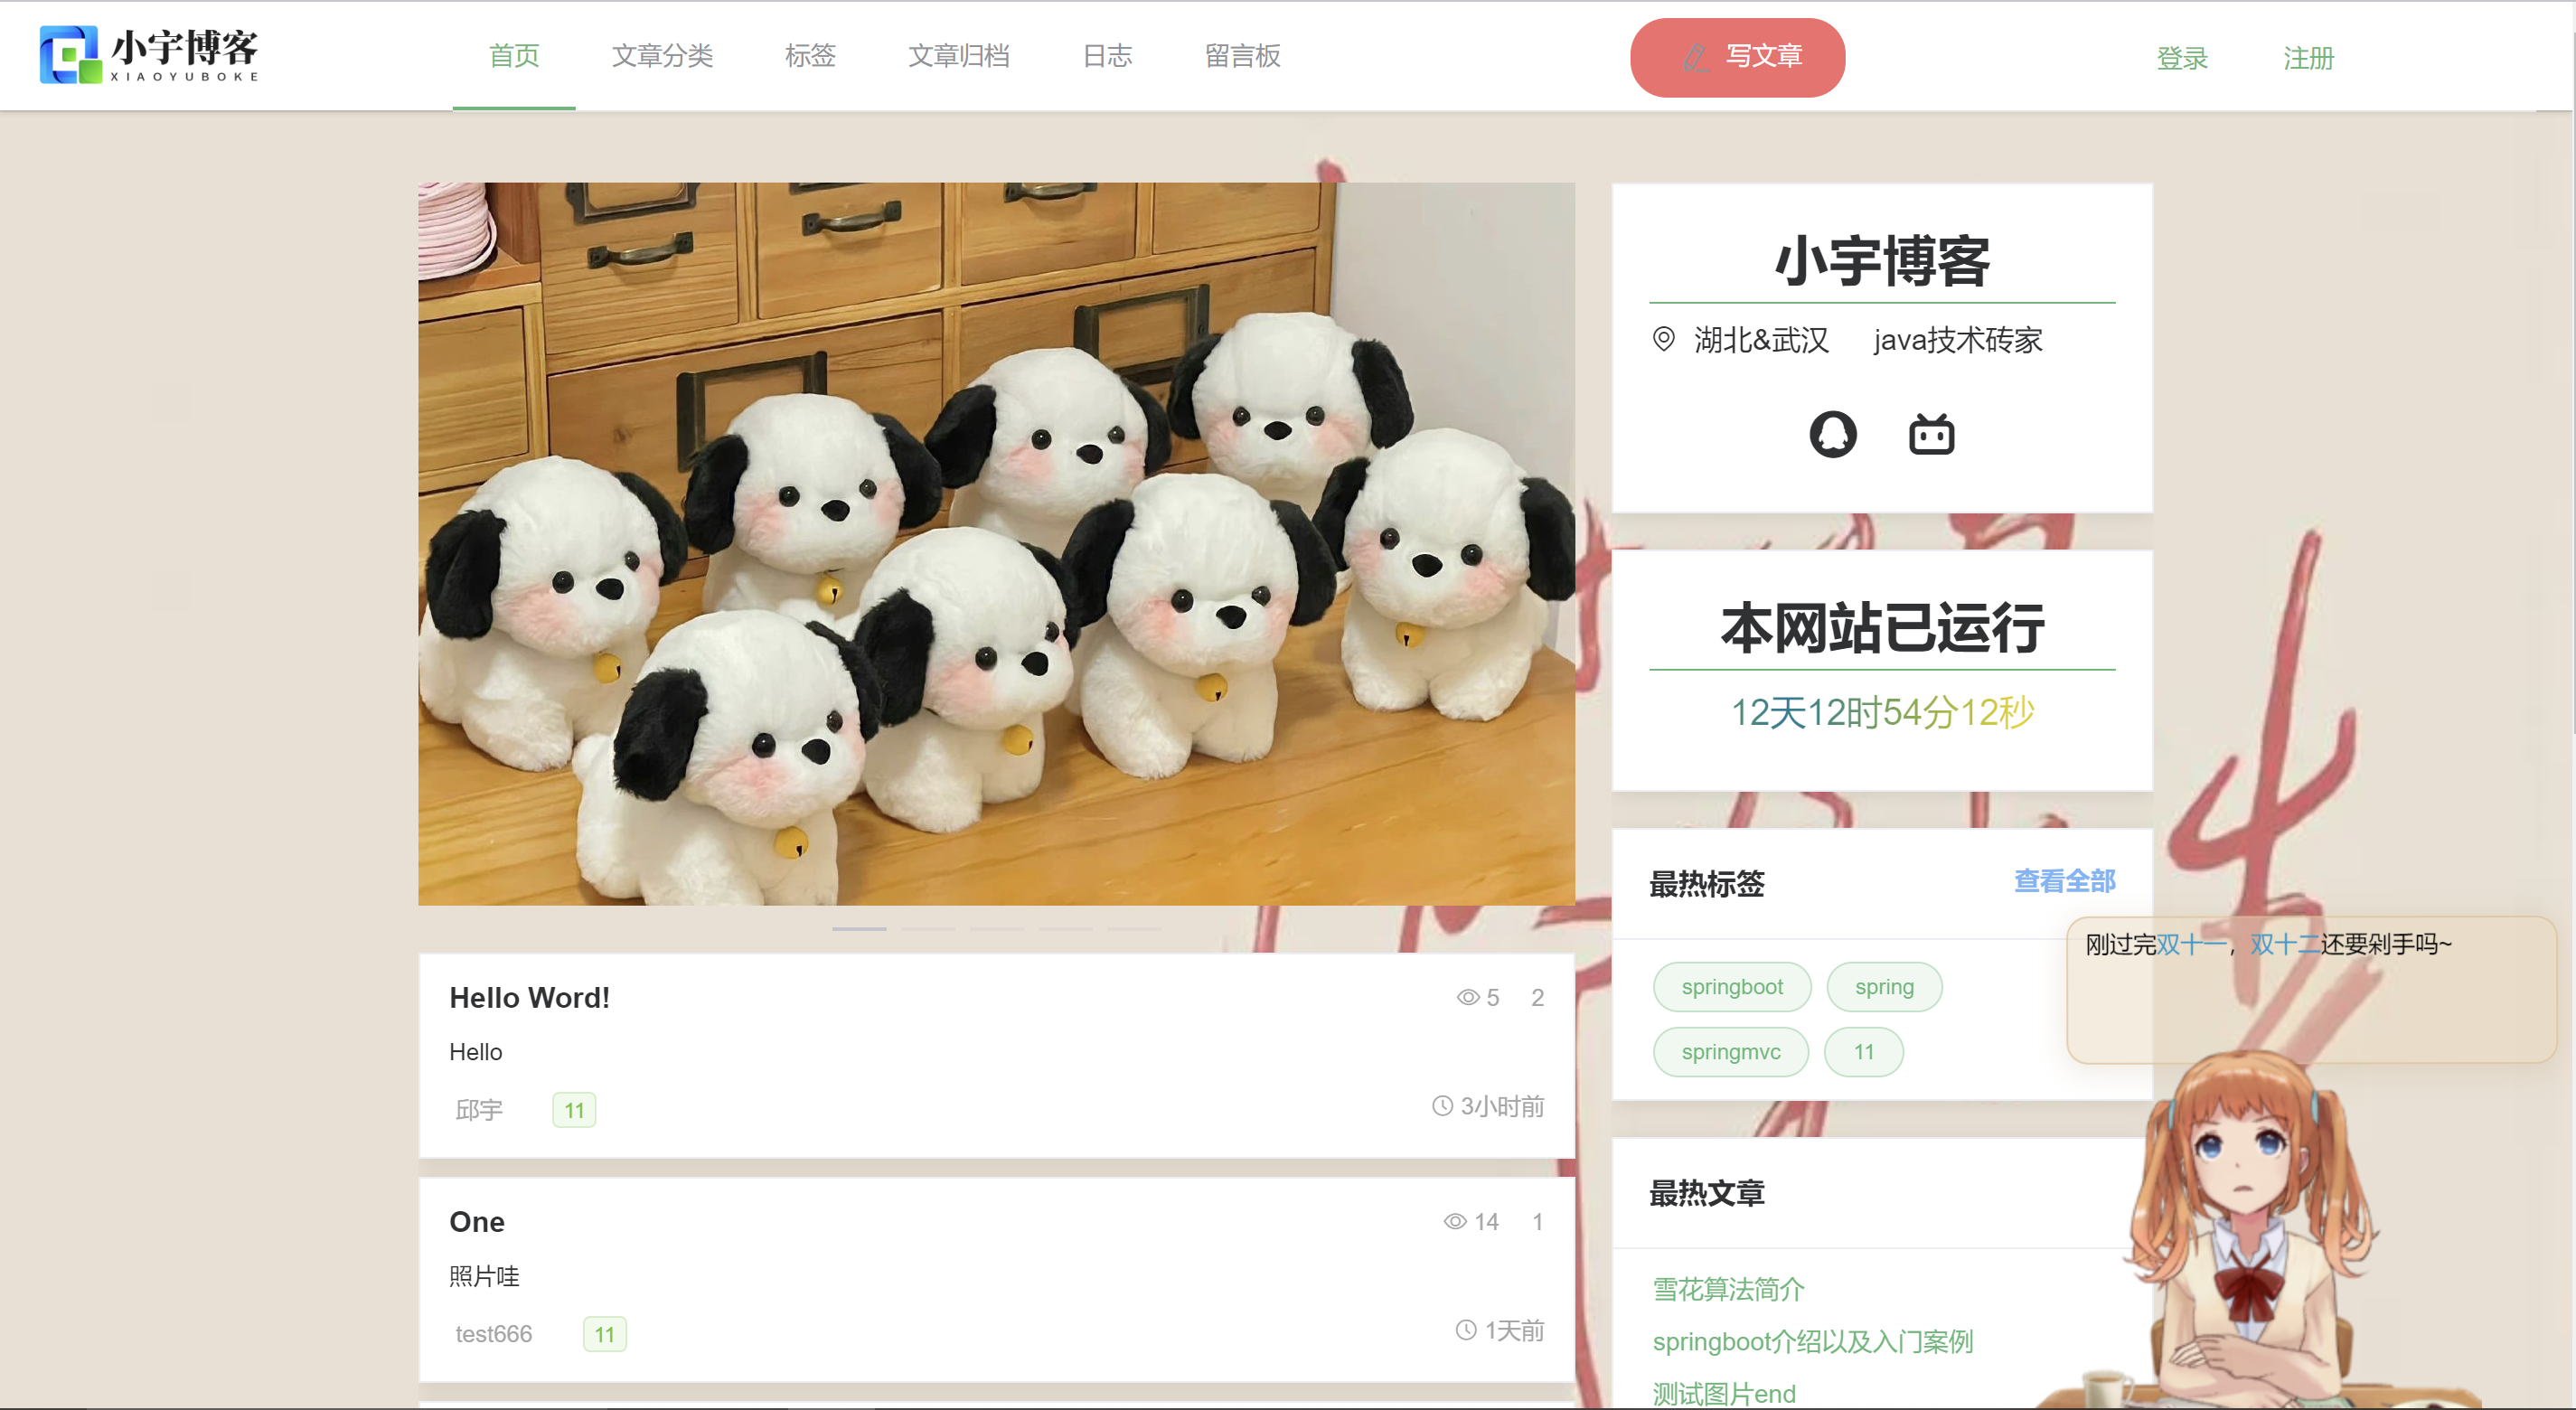 小宇博客
XIAOYUBOKE
首页 文章分类 标签 文章归档 日志 留言板 写文章 登录 注册
小宇博客
湖北&武汉 java技术砖家
本网站已运行
12天12时54分12秒
最热标签 查看全部
springboot spring
springmvc 11
刚过完双十一，双十二还要剁手吗~
Hello Word! 5 2
Hello
邱宇 11 3小时前
One 14 1
照片哇
test666 11 1天前
最热文章
雪花算法简介
springboot介绍以及入门案例
测试图片end